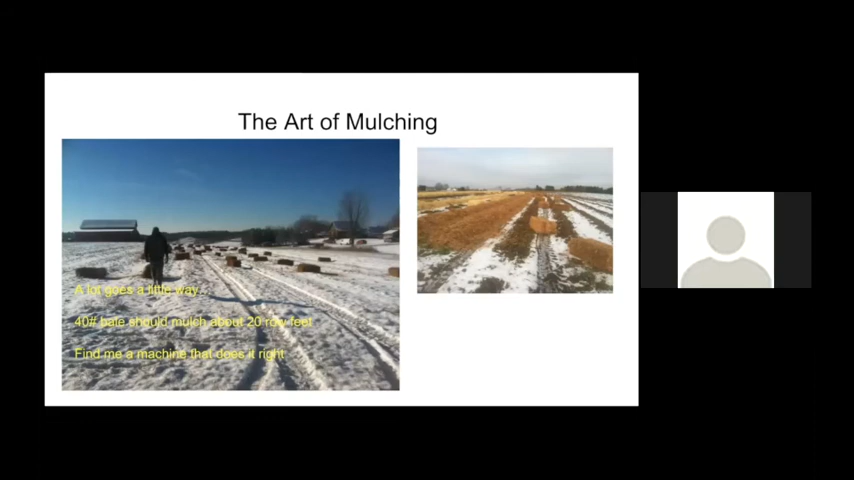 The Art of Mulching
A lot goes a little way..
40# bale should mulch about 20 row feet
Find me a machine that does it right